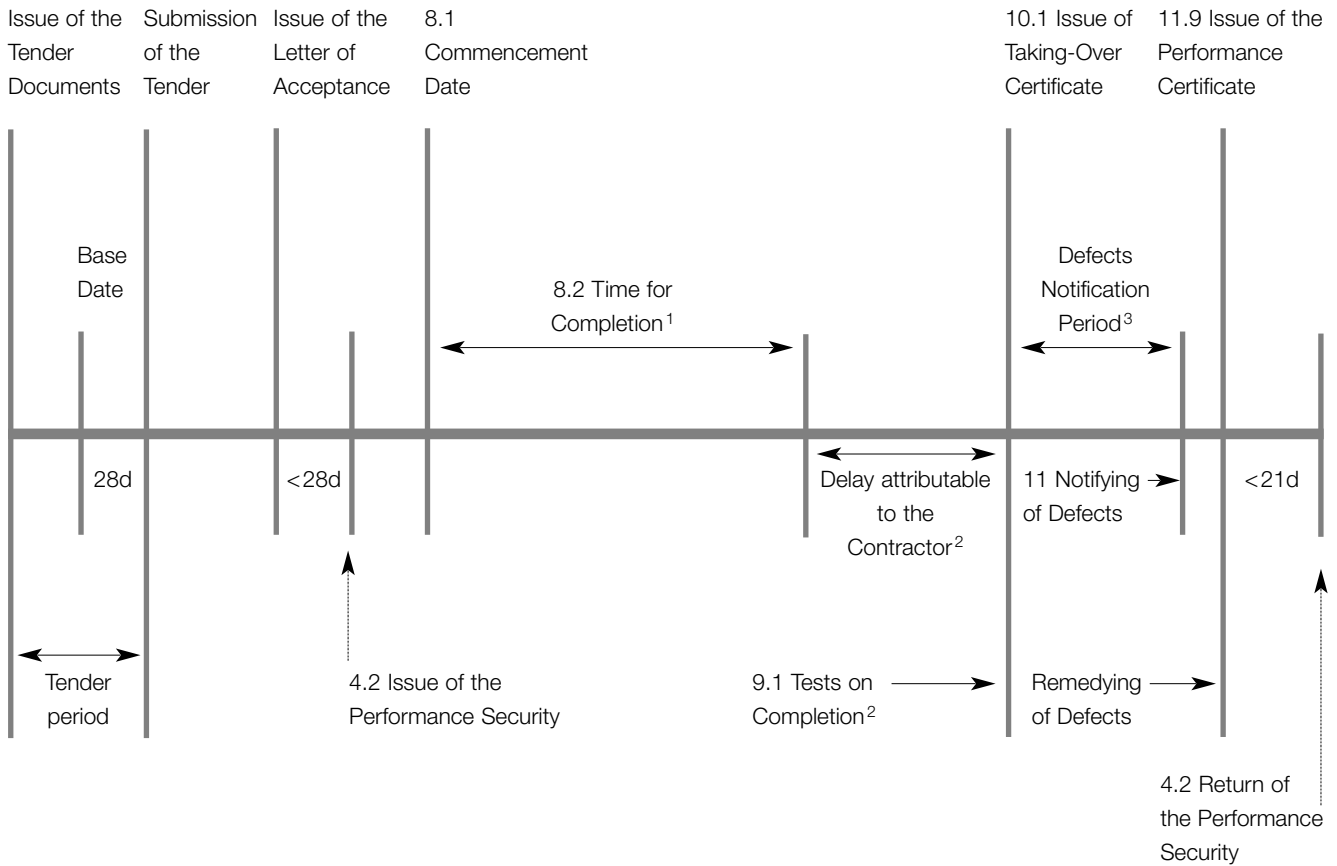 Issue of the
Tender
Documents
Submission
of the
Tender
Issue of the
Letter of
Acceptance
8.1
Commencement
Date
10.1 Issue of
Taking-Over
Certificate
11.9 Issue of the
Performance
Certificate
Base
Date
8.2 Time for
Completion¹
Defects
Notification
Period³
28d
<28d
Delay attributable
to the
Contractor²
11 Notifying
of Defects
<21d
Tender
period
4.2 Issue of the
Performance Security
9.1 Tests on
Completion²
Remedying
of Defects
4.2 Return of
the Performance
Security